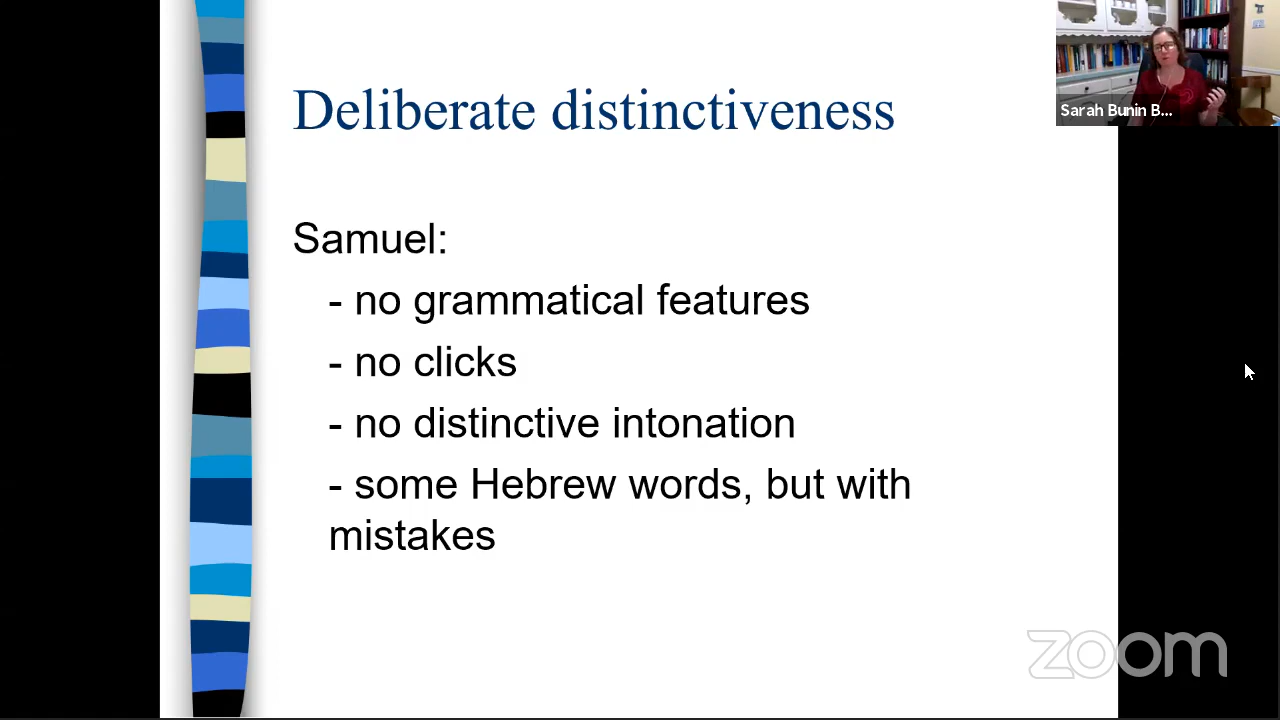 Deliberate distinctiveness
Sarah Bunin B...
Samuel:
- no grammatical features
- no clicks
- no distinctive intonation
- some Hebrew words, but with
mistakes
zoom